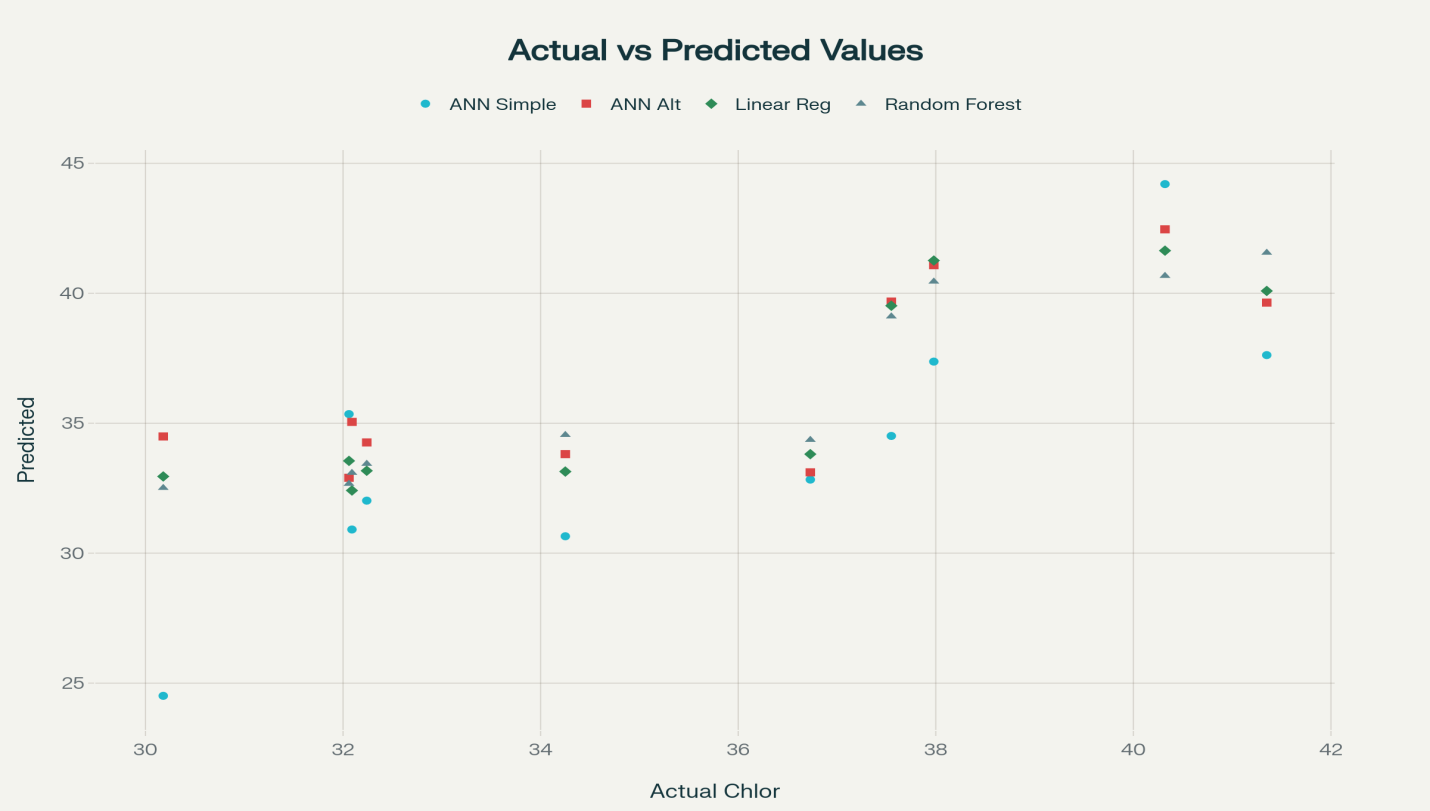 Actual vs Predicted Values
ANN Simple ANN Alt Linear Reg Random Forest
45
40
35
30
25
Predicted
30 32 34 36 38 40 42
Actual Chlor